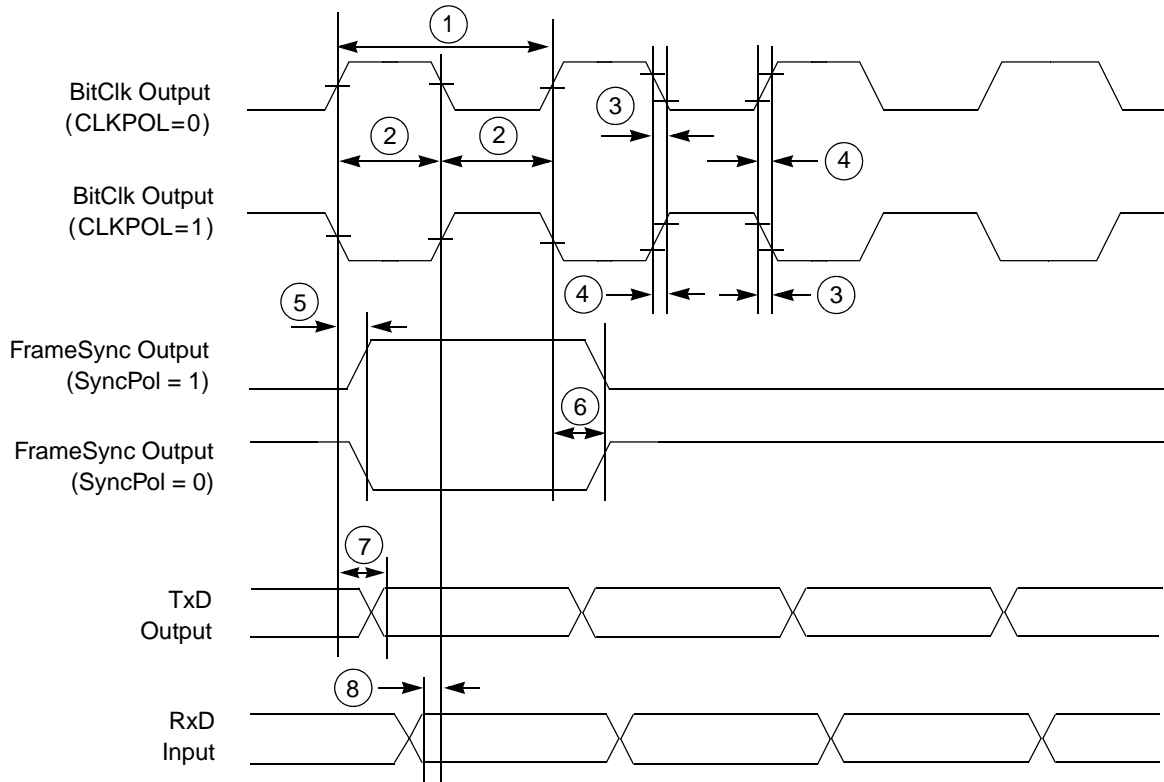 1
BitClk Output
(CLKPOL=0)
3
2
2
4
BitClk Output
(CLKPOL=1)
5
4
3
FrameSync Output
(SyncPol = 1)
6
FrameSync Output
(SyncPol = 0)
7
TxD
Output
8
RxD
Input